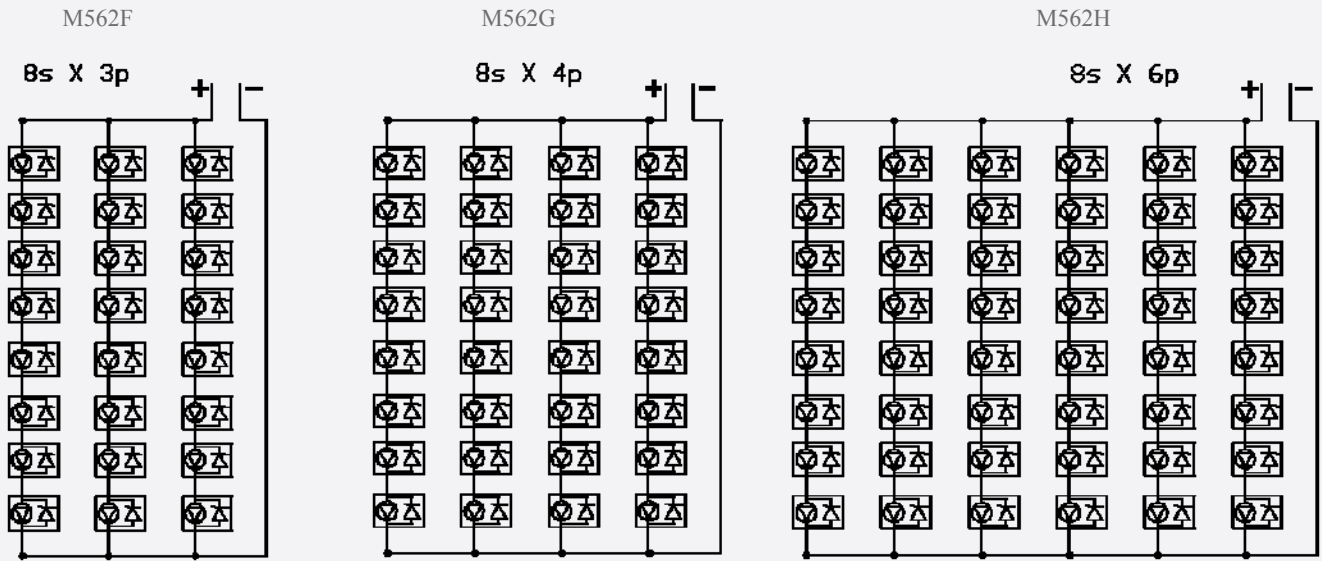 M562F
M562G
M562H
8s X 3p
8s X 4p
8s X 6p
+ -
+ -
+ -